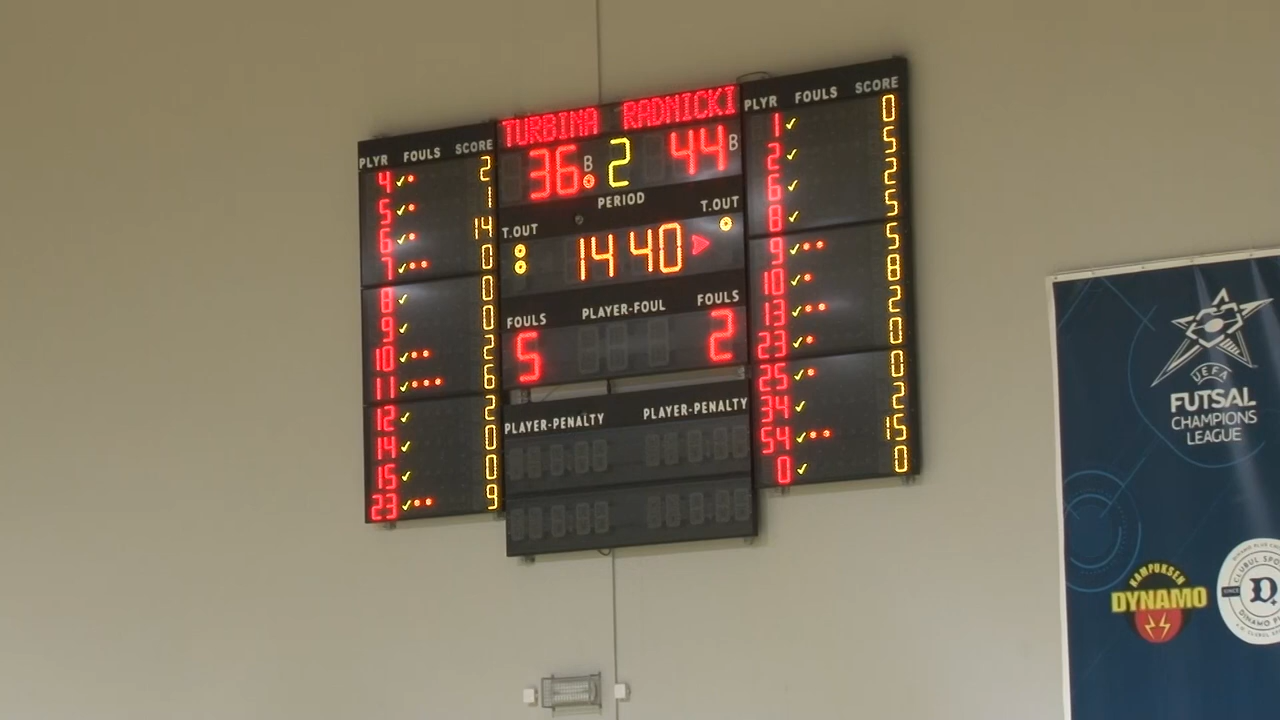 TURBINA RADNICKI
36 B 2 44 B
PERIOD
T.OUT T.OUT
14 40
FOULS PLAYER-FOUL FOULS
5 2
PLAYER-PENALTY PLAYER-PENALTY
PLYR FOULS SCORE
4 2
5 1
6 14
7 0
8 0
9 0
10 2
11 6
12 2
14 0
15 0
23 9
PLYR FOULS SCORE
1 0
2 5
6 2
8 5
9 5
10 8
13 2
23 0
25 0
34 2
54 15
0 0
UEFA
FUTSAL
CHAMPIONS
LEAGUE
KAMPUKSEN
DYNAMO
CLUBUL SPO
SINCE D